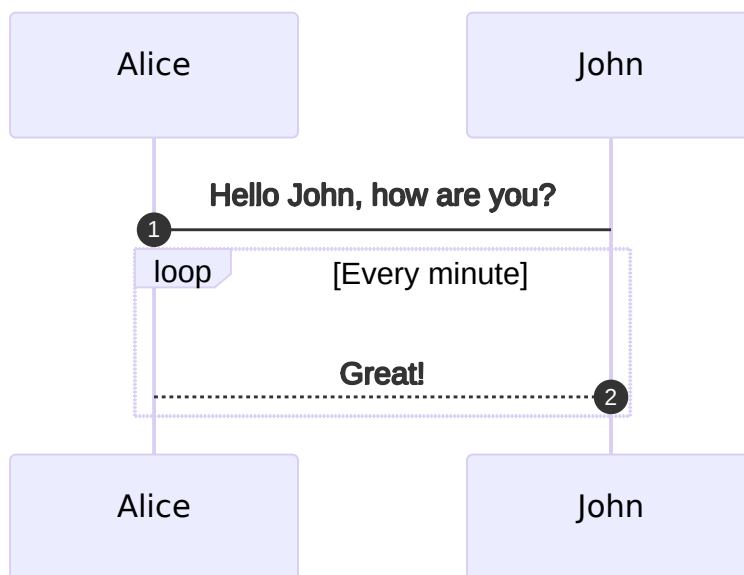 Alice
John
Hello John, how are you?
1
loop
[Every minute]
Great!
2
Alice
John